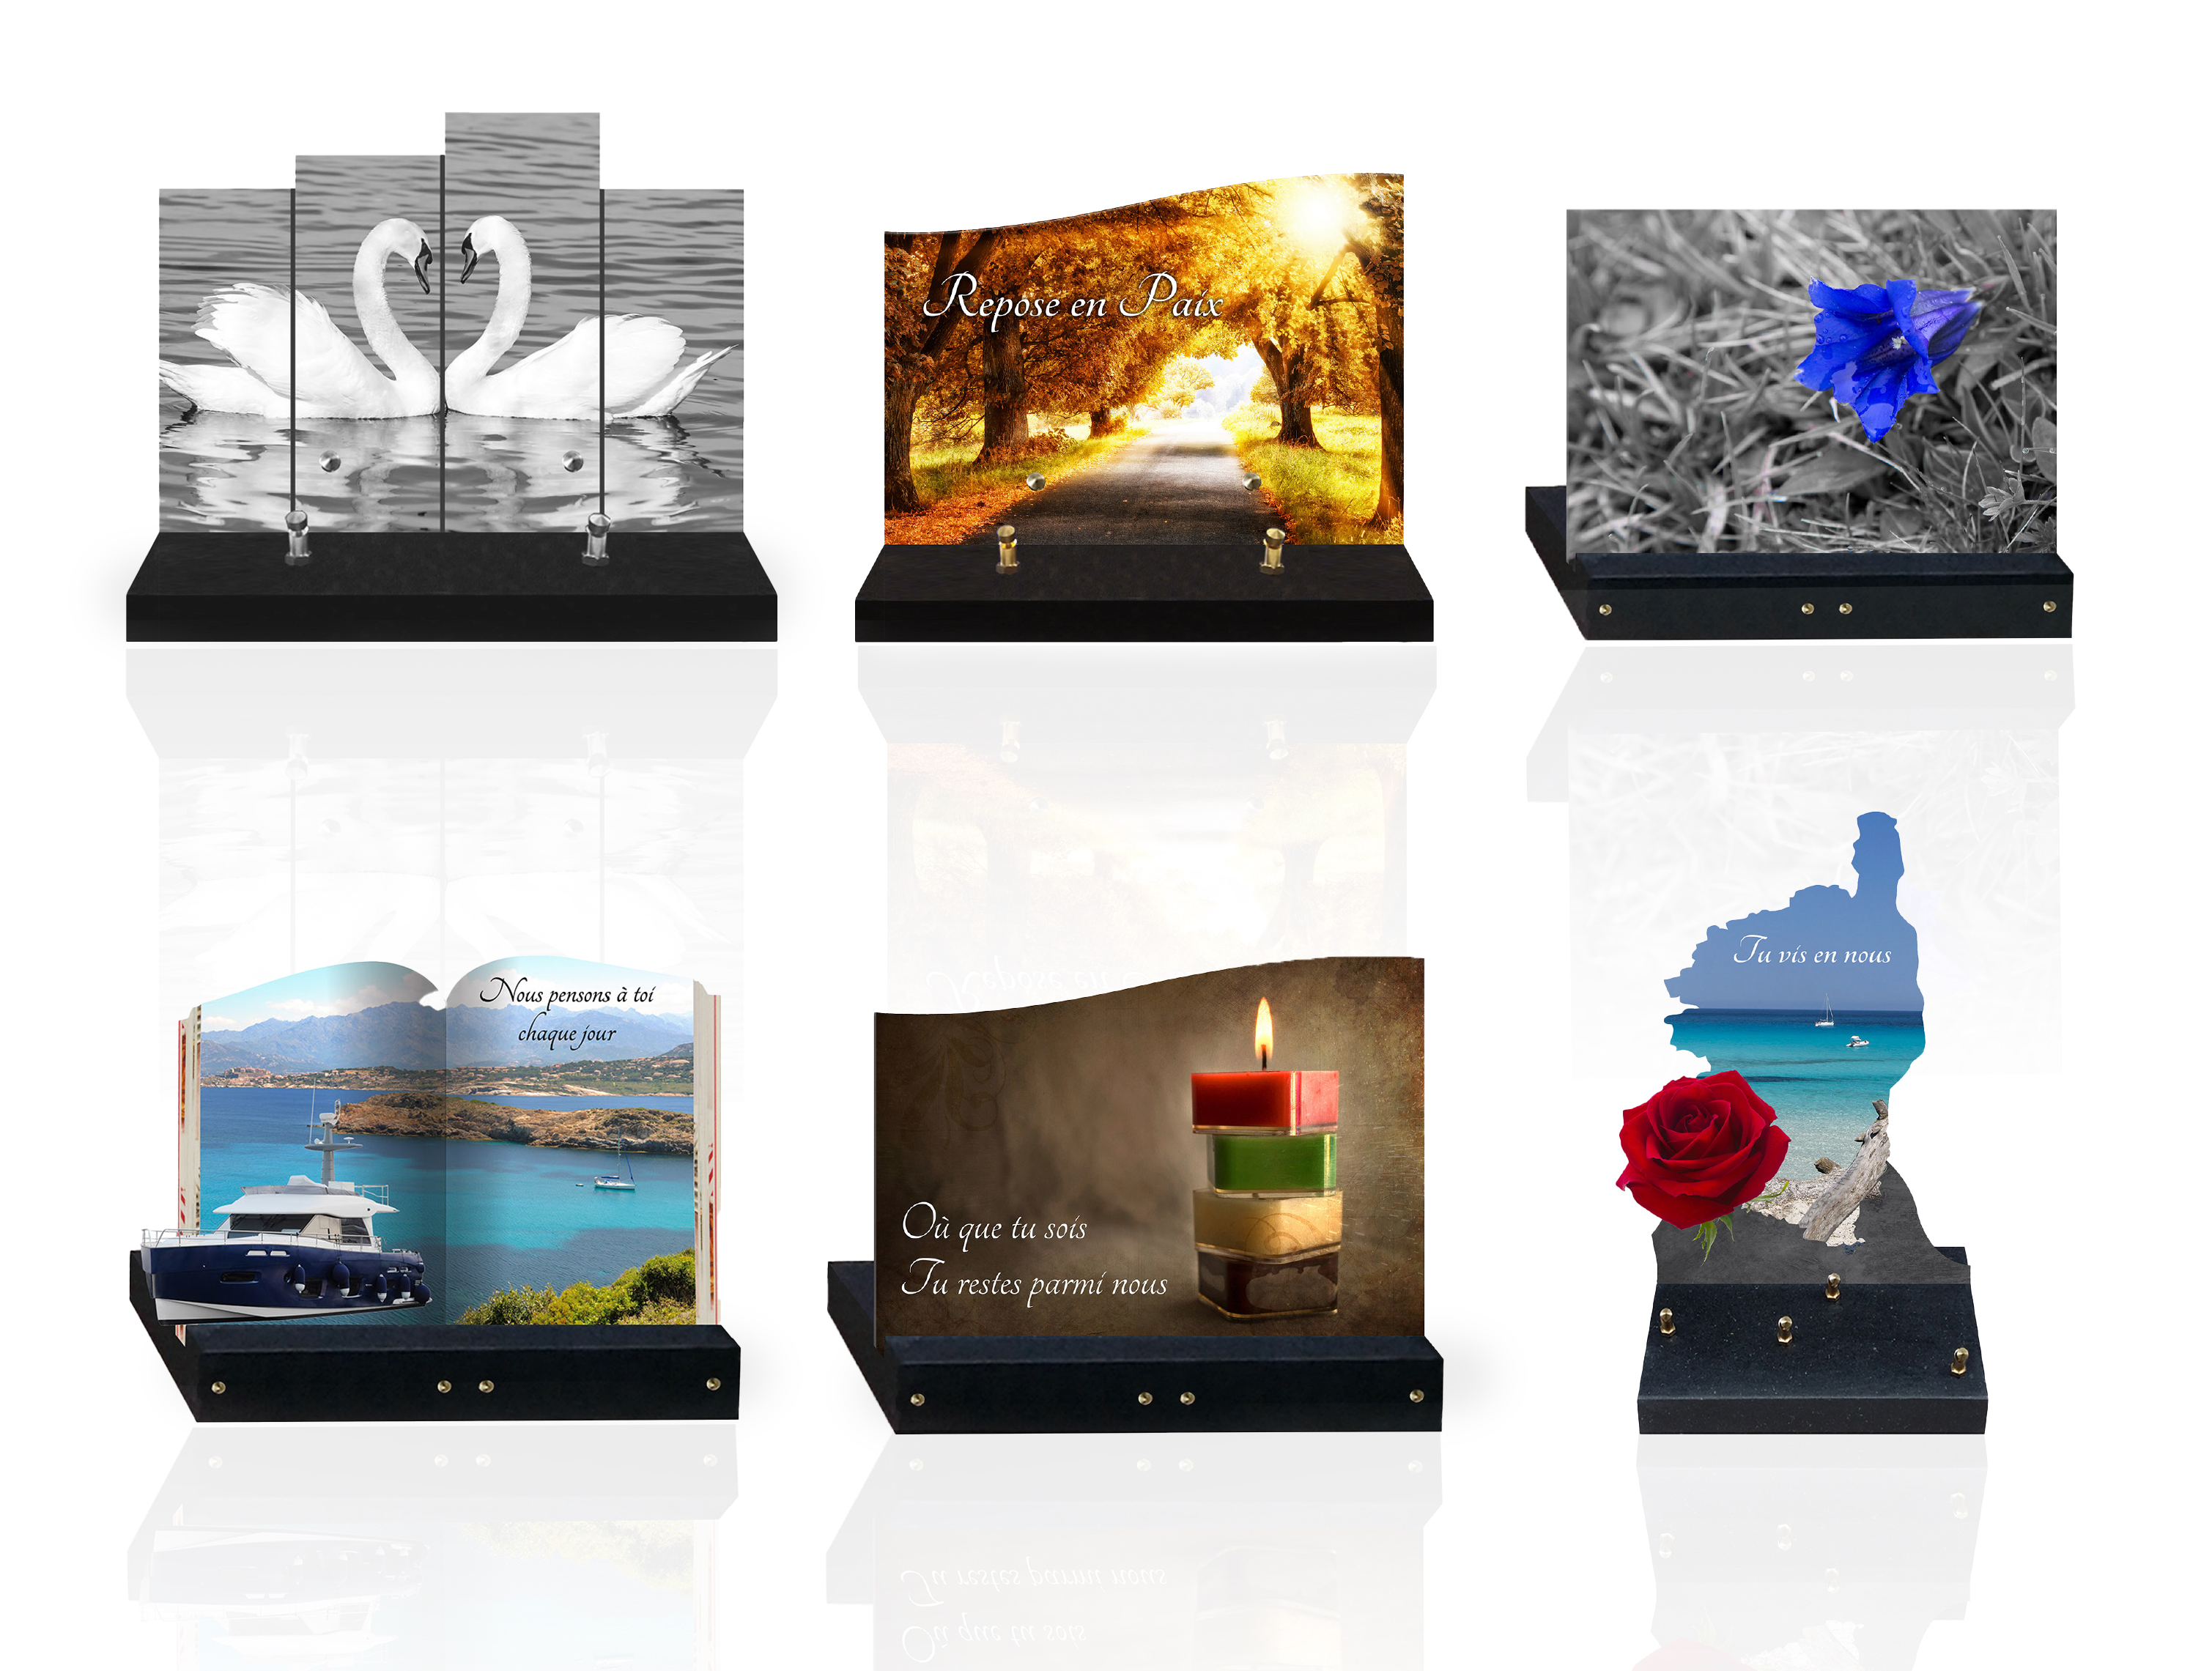 Repose en Paix
Nous pensons à toi
chaque jour
Où que tu sois
Tu restes parmi nous
Tu vis en nous